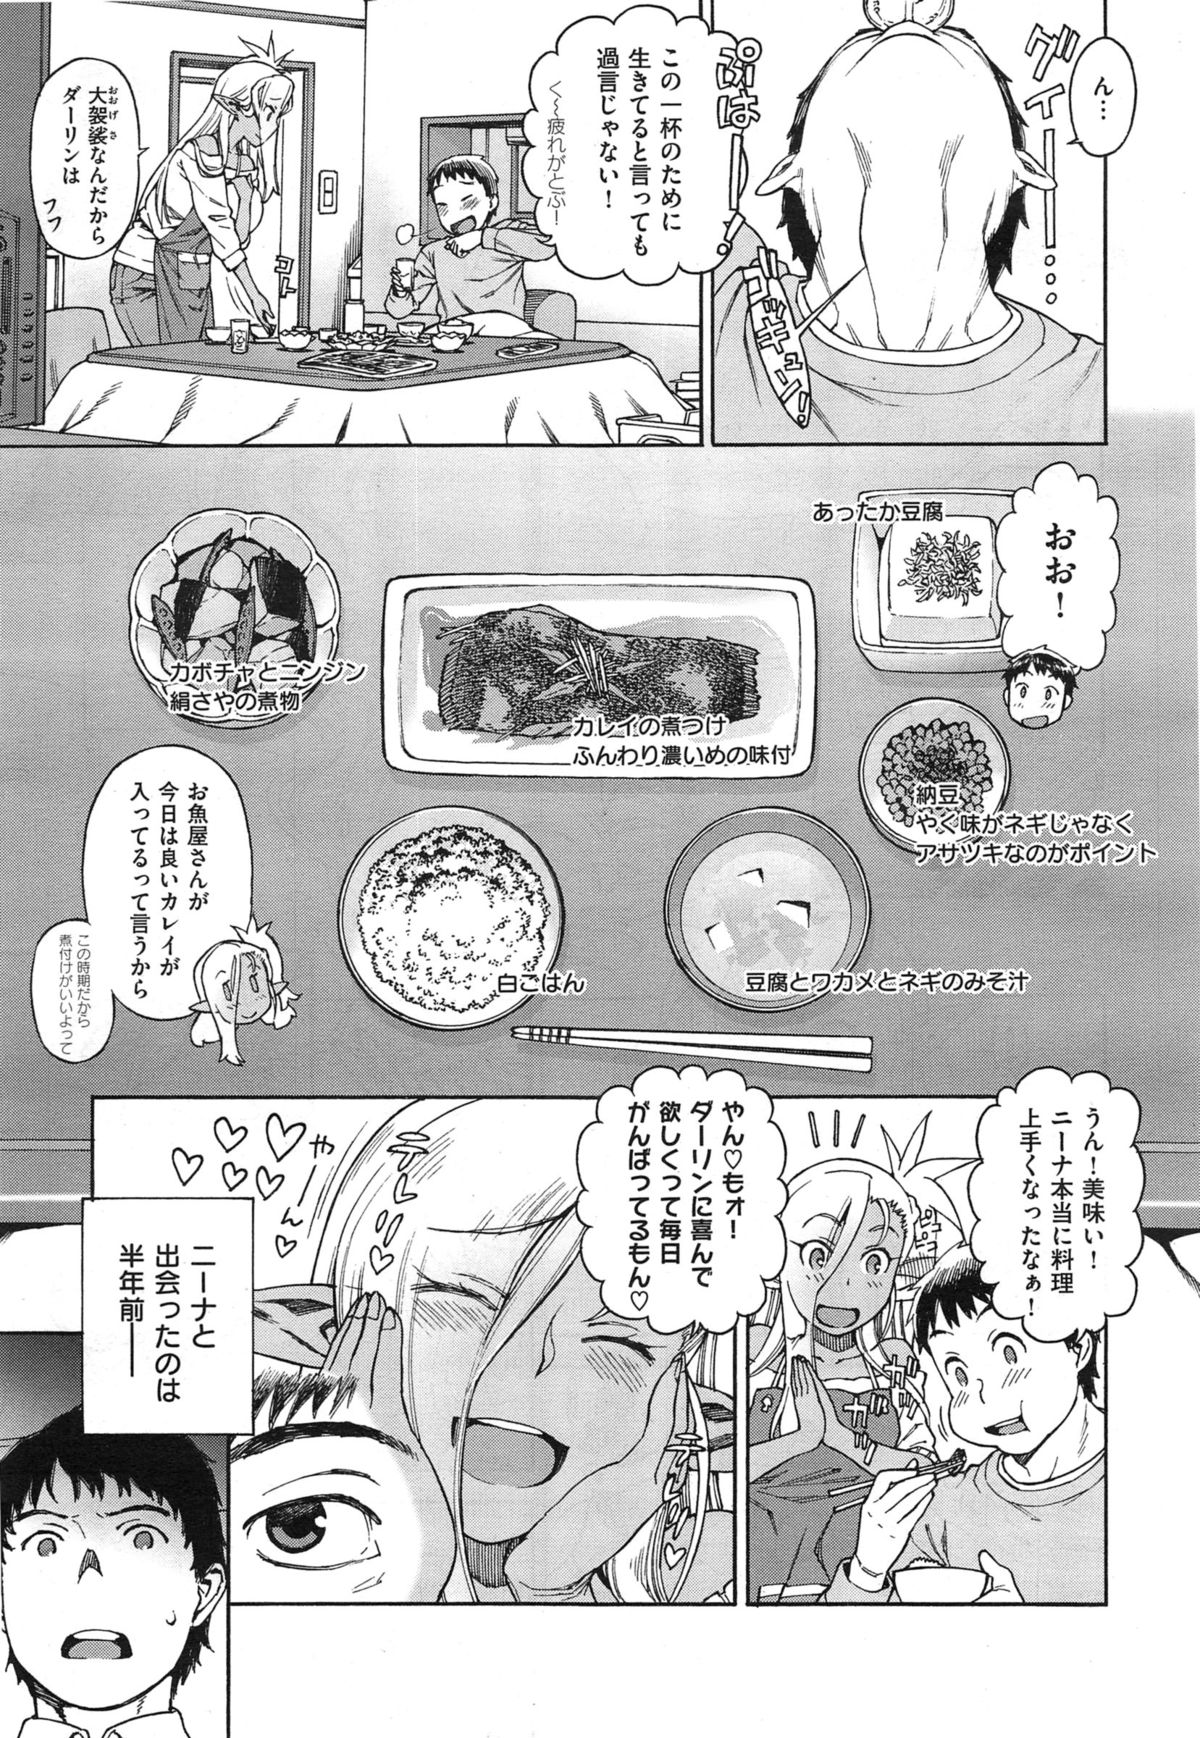 ん…
グイー…。。
ゴッキュン!
ぷはー!
この一杯のために
生きてると言っても
過言じゃない!
く〜疲れがとぶ!
コト
大袈裟なんだから
ダーリンは
フフ
おお!
あったか豆腐
カボチャとニンジン
絹さやの煮物
カレイの煮つけ
ふんわり濃いめの味付
納豆
やく味がネギじゃなく
アサツキなのがポイント
お魚屋さんが
今日は良いカレイが
入ってるって言うから
この時期だから
煮付けがいいよって
白ごはん
豆腐とワカメとネギのみそ汁
うん!美味い!
ニーナ本当に料理
上手くなったなぁ!
やん♡もオ!
ダーリンに喜んで
欲しくって毎日
がんばってるもん♡
やーん♡
ニーナと
出会ったのは
半年前──